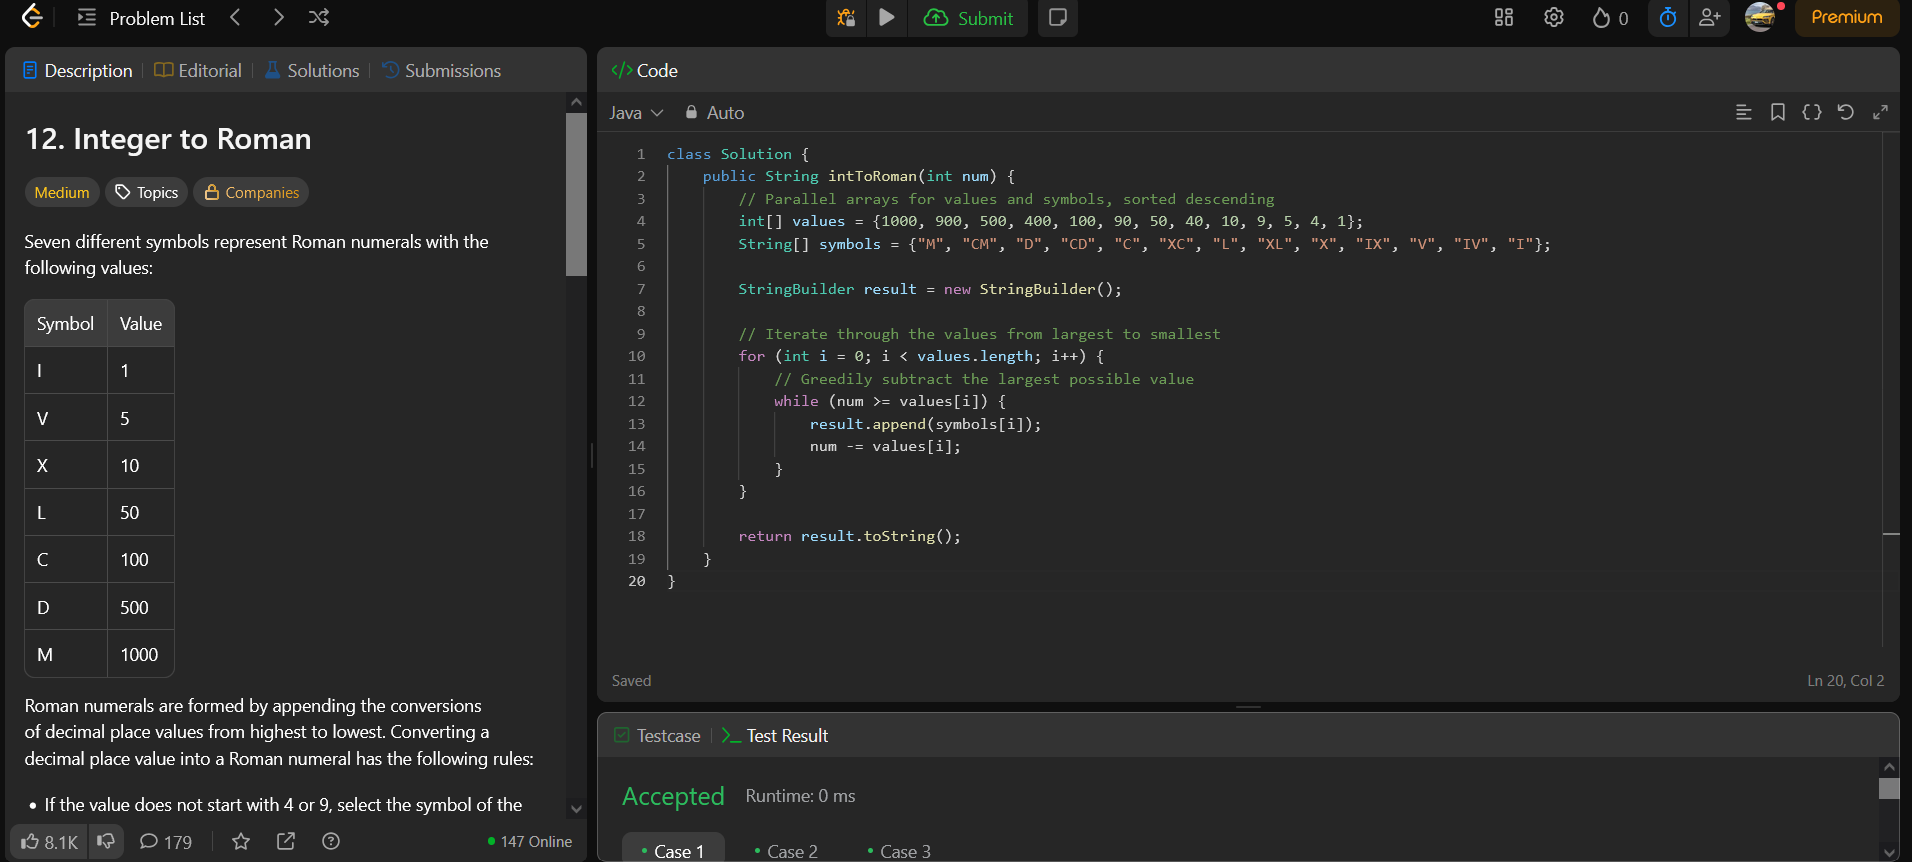 Problem List
Submit
0
Premium
Description
Editorial
Solutions
Submissions
12. Integer to Roman
Medium
Topics
Companies
Seven different symbols represent Roman numerals with the
following values:
Symbol Value
I 1
V 5
X 10
L 50
C 100
D 500
M 1000
Roman numerals are formed by appending the conversions
of decimal place values from highest to lowest. Converting a
decimal place value into a Roman numeral has the following rules:
• If the value does not start with 4 or 9, select the symbol of the
8.1K
179
147 Online
</> Code
Java
Auto
1 class Solution {
2 public String intToRoman(int num) {
3 // Parallel arrays for values and symbols, sorted descending
4 int[] values = {1000, 900, 500, 400, 100, 90, 50, 40, 10, 9, 5, 4, 1};
5 String[] symbols = {"M", "CM", "D", "CD", "C", "XC", "L", "XL", "X", "IX", "V", "IV", "I"};
6
7 StringBuilder result = new StringBuilder();
8
9 // Iterate through the values from largest to smallest
10 for (int i = 0; i < values.length; i++) {
11 // Greedily subtract the largest possible value
12 while (num >= values[i]) {
13 result.append(symbols[i]);
14 num -= values[i];
15 }
16 }
17
18 return result.toString();
19 }
20 }
Saved
Ln 20, Col 2
Testcase
>_ Test Result
Accepted
Runtime: 0 ms
• Case 1
• Case 2
• Case 3